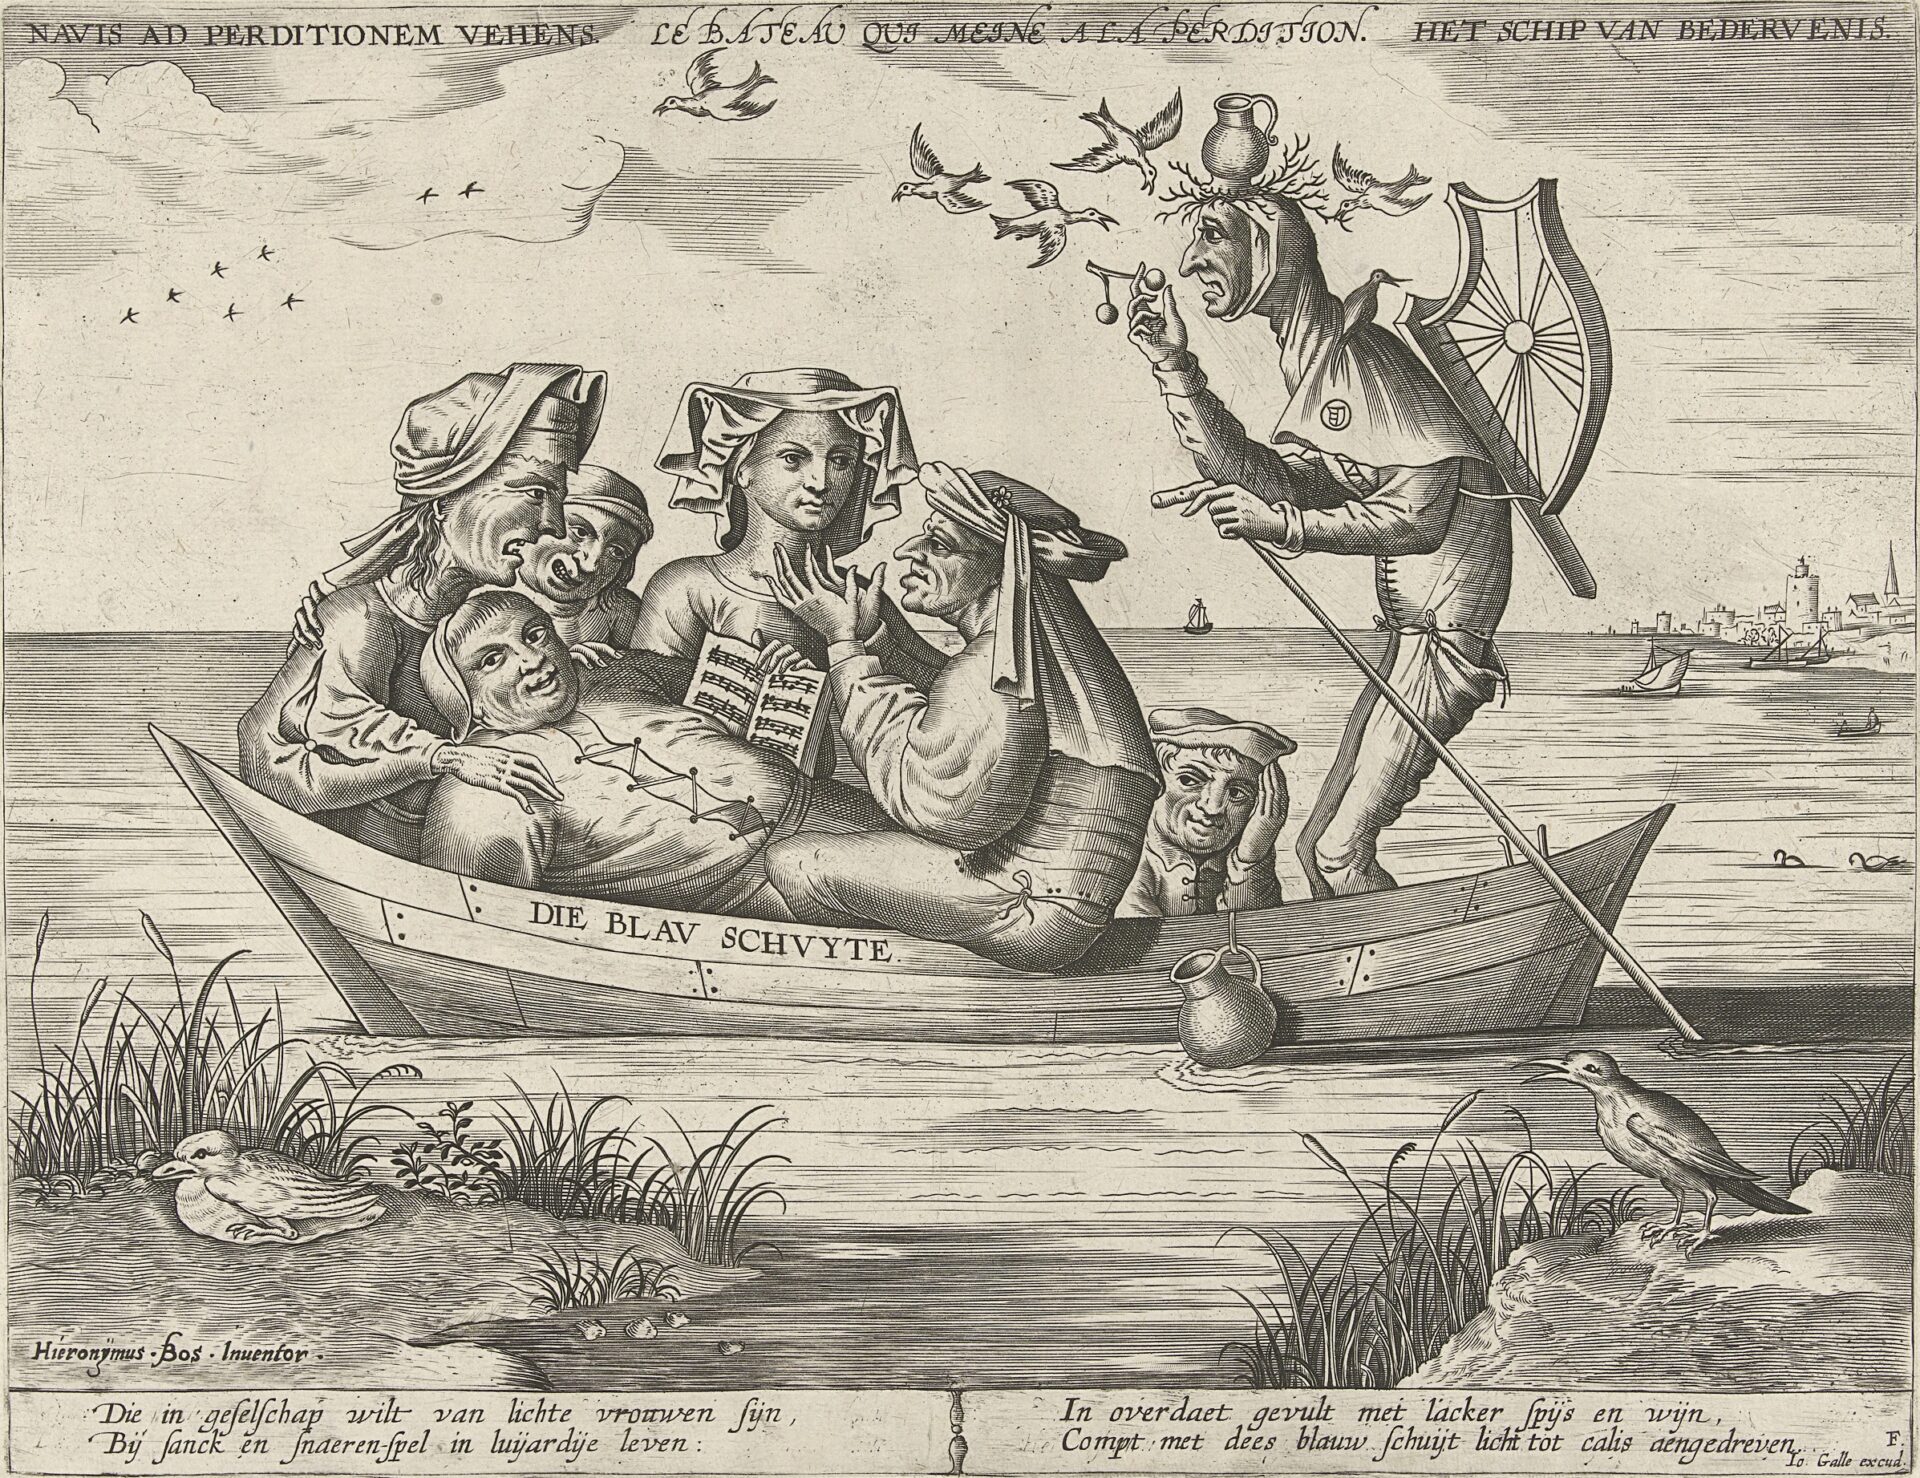 NAVIS AD PERDITIONEM VEHENS. LE BATEAU QUI MEINE A LA PERDITION. HET SCHIP VAN BEDERVENIS.
DIE BLAV SCHVYTE.
Hieronÿmus · Bos · Inuentor ·
Die in geselschap wilt van lichte vrouwen sijn,
Bij sanck en snaeren-spel in luijardije leven:
In overdaet gevult met lacker spijs en wijn,
Compt met dees blauw schuijt licht tot calis aengedreven.
F.
Io Galle excud.